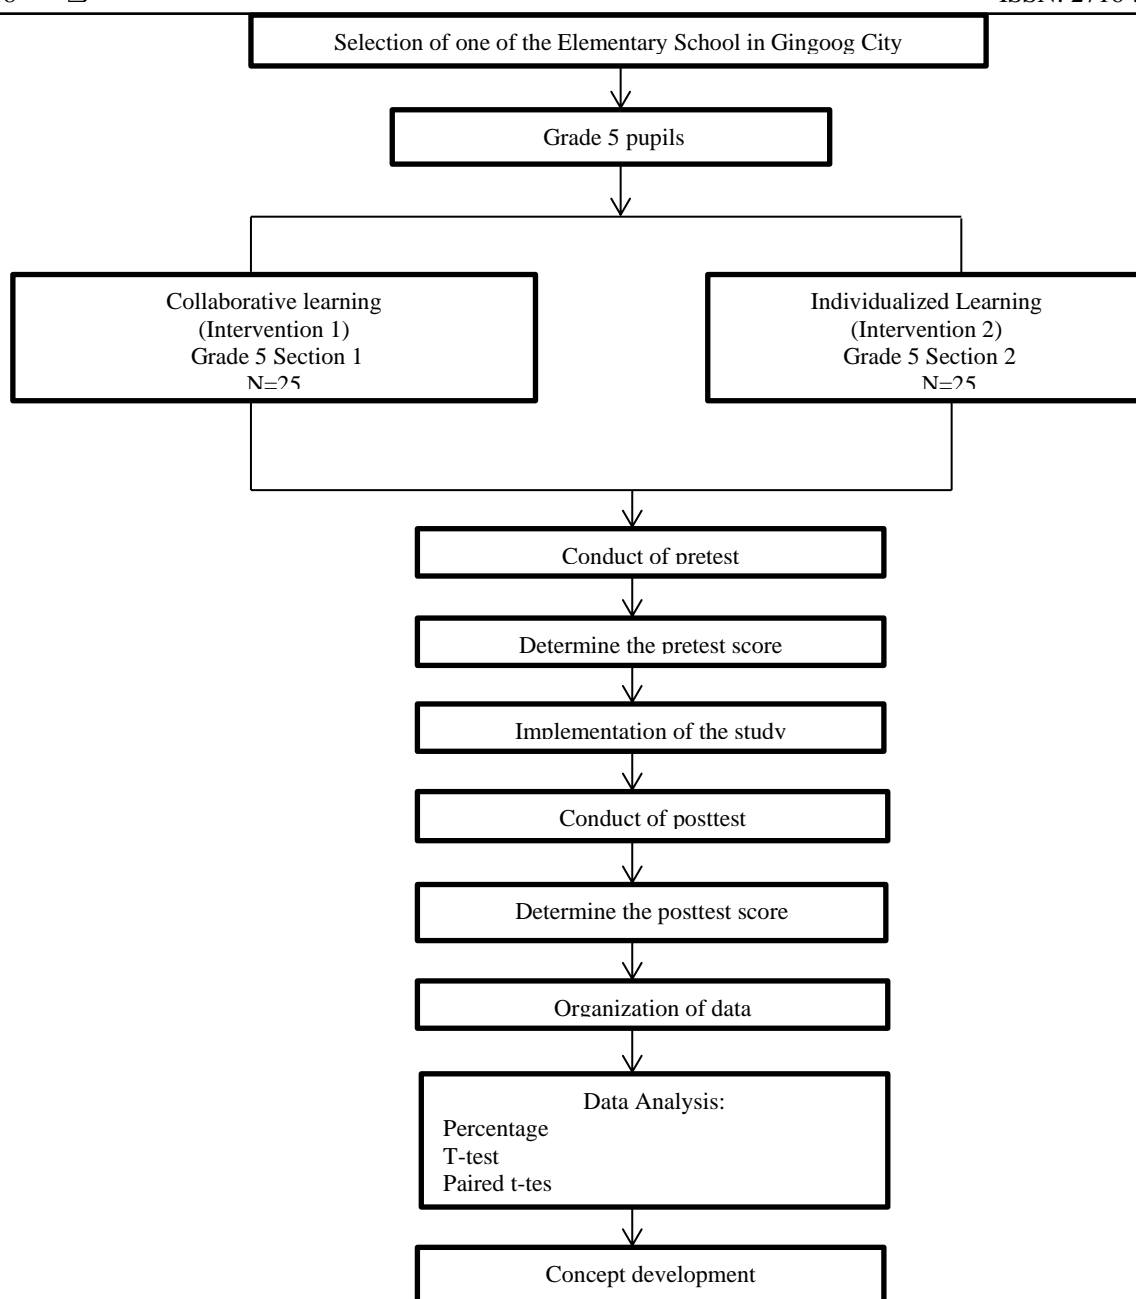 ISSN: 2716
Selection of one of the Elementary School in Gingoog City
Grade 5 pupils
Collaborative learning
(Intervention 1)
Grade 5 Section 1
N=25
Individualized Learning
(Intervention 2)
Grade 5 Section 2
N=25
Conduct of pretest
Determine the pretest score
Implementation of the study
Conduct of posttest
Determine the posttest score
Organization of data
Data Analysis:
Percentage
T-test
Paired t-tes
Concept development